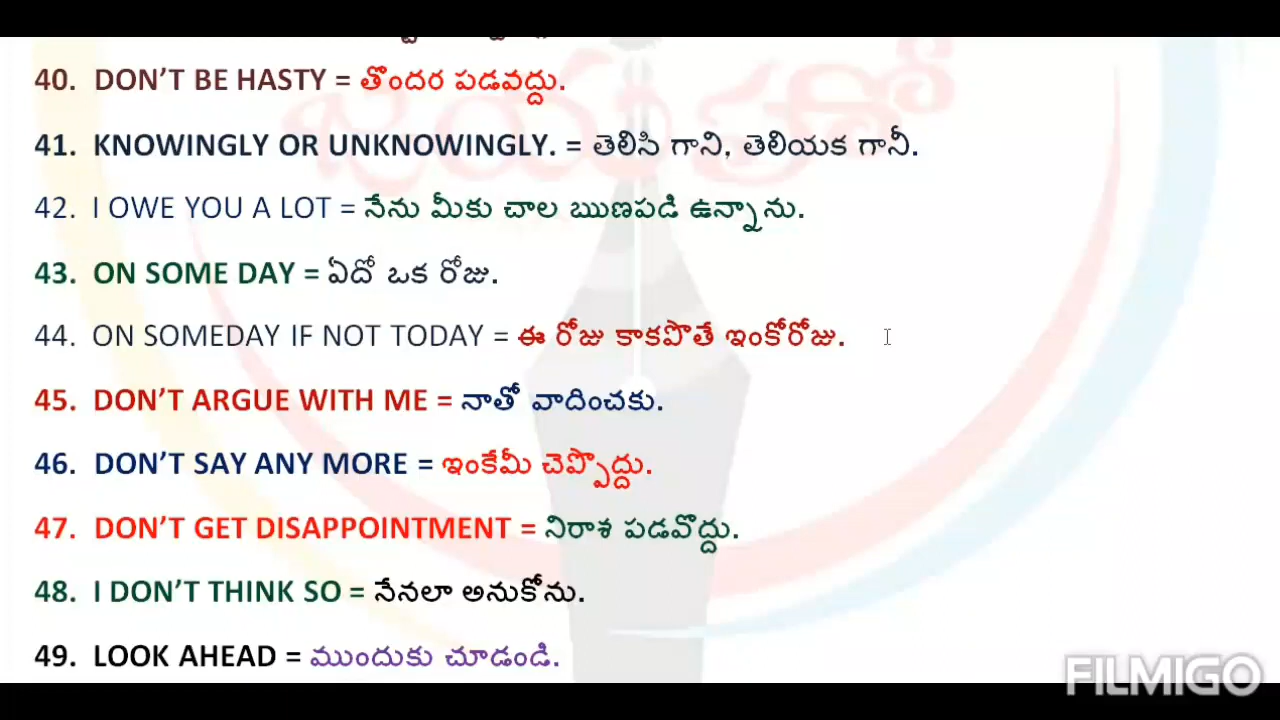 40. DON'T BE HASTY = తొందర పడవద్దు.
41. KNOWINGLY OR UNKNOWINGLY. = తెలిసి గాని, తెలియక గానీ.
42. I OWE YOU A LOT = నేను మీకు చాల ఋణపడి ఉన్నాను.
43. ON SOME DAY = ఏదో ఒక రోజు.
44. ON SOMEDAY IF NOT TODAY = ఈ రోజు కాకపొతే ఇంకోరోజు.
45. DON'T ARGUE WITH ME = నాతో వాదించకు.
46. DON'T SAY ANY MORE = ఇంకేమీ చెప్పొద్దు.
47. DON'T GET DISAPPOINTMENT = నిరాశ పడవొద్దు.
48. I DON'T THINK SO = నేనలా అనుకోను.
49. LOOK AHEAD = ముందుకు చూడండి.
FILMIGO